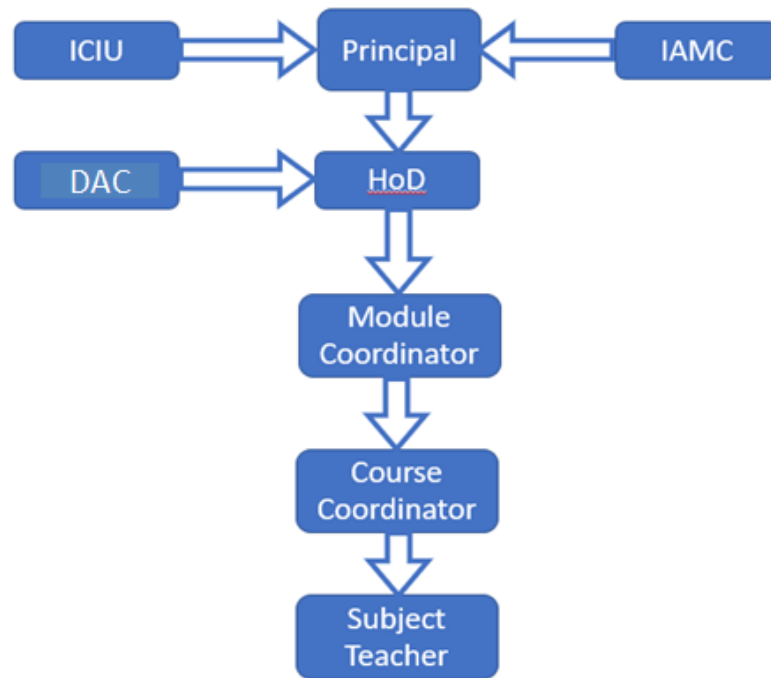 ICIU
Principal
IAMC
DAC
HoD
Module
Coordinator
Course
Coordinator
Subject
Teacher